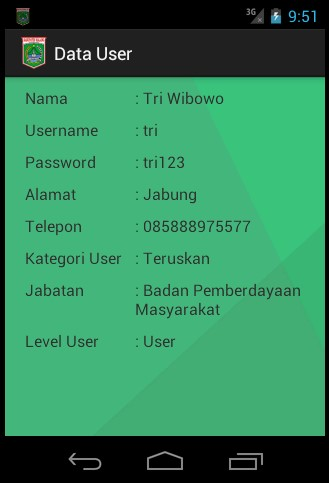 3G 9:51
Data User
Nama : Tri Wibowo
Username : tri
Password : tri123
Alamat : Jabung
Telepon : 085888975577
Kategori User : Teruskan
Jabatan : Badan Pemberdayaan
Masyarakat
Level User : User